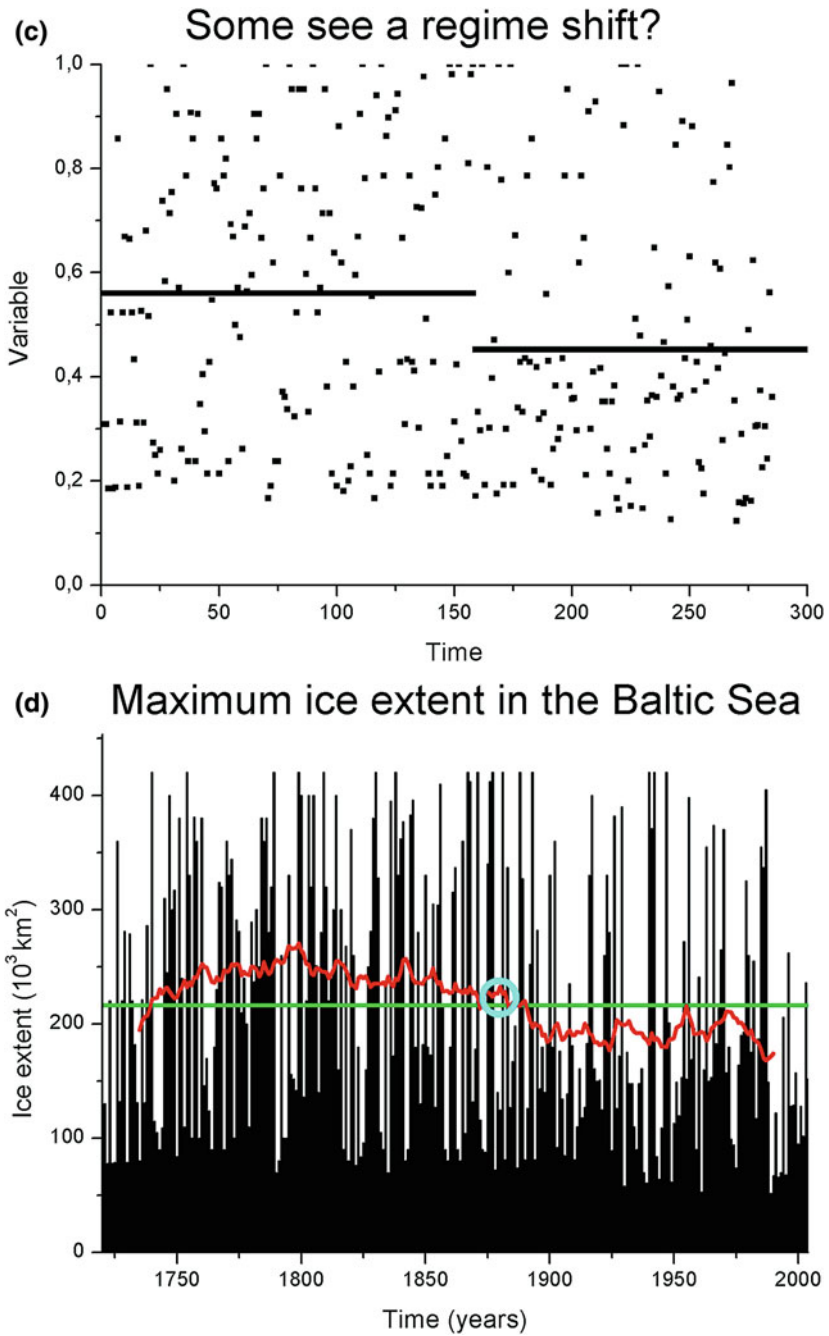 (c) Some see a regime shift?
1,0
0,8
0,6
0,4
0,2
0,0
Variable
0 50 100 150 200 250 300
Time
(d) Maximum ice extent in the Baltic Sea
400
300
200
100
0
Ice extent (10³ km²)
1750 1800 1850 1900 1950 2000
Time (years)